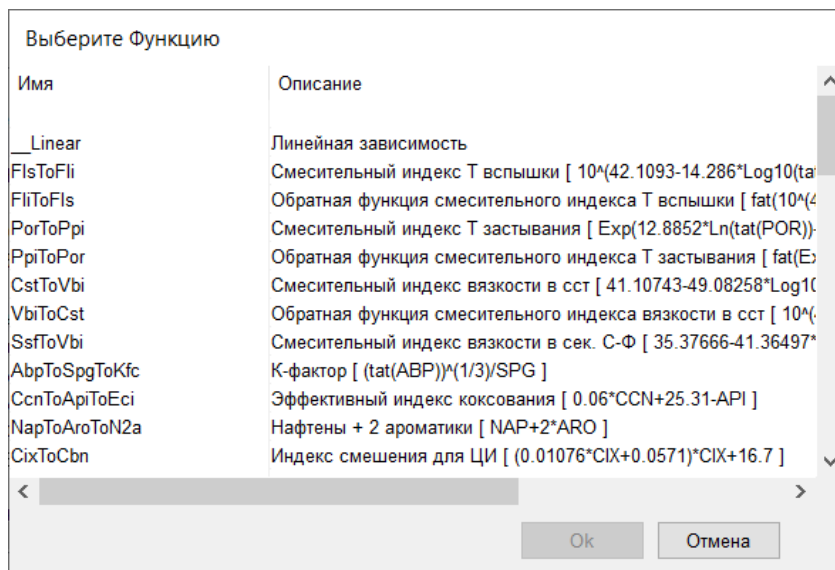 Выберите Функцию
Имя Описание
__Linear Линейная зависимость
FlsToFli Смесительный индекс Т вспышки [ 10^(42.1093-14.286*Log10(tat
FliToFls Обратная функция смесительного индекса Т вспышки [ fat(10^(4
PorToPpi Смесительный индекс Т застывания [ Exp(12.8852*Ln(tat(POR))-
PpiToPor Обратная функция смесительного индекса Т застывания [ fat(Ex
CstToVbi Смесительный индекс вязкости в сст [ 41.10743-49.08258*Log10
VbiToCst Обратная функция смесительного индекса вязкости в сст [ 10^(
SsfToVbi Смесительный индекс вязкости в сек. С-Ф [ 35.37666-41.36497*
AbpToSpgToKfc К-фактор [ (tat(ABP))^(1/3)/SPG ]
CcnToApiToEci Эффективный индекс коксования [ 0.06*CCN+25.31-API ]
NapToAroToN2a Нафтены + 2 ароматики [ NAP+2*ARO ]
CixToCbn Индекс смешения для ЦИ [ (0.01076*CIX+0.0571)*CIX+16.7 ]
Ok Отмена